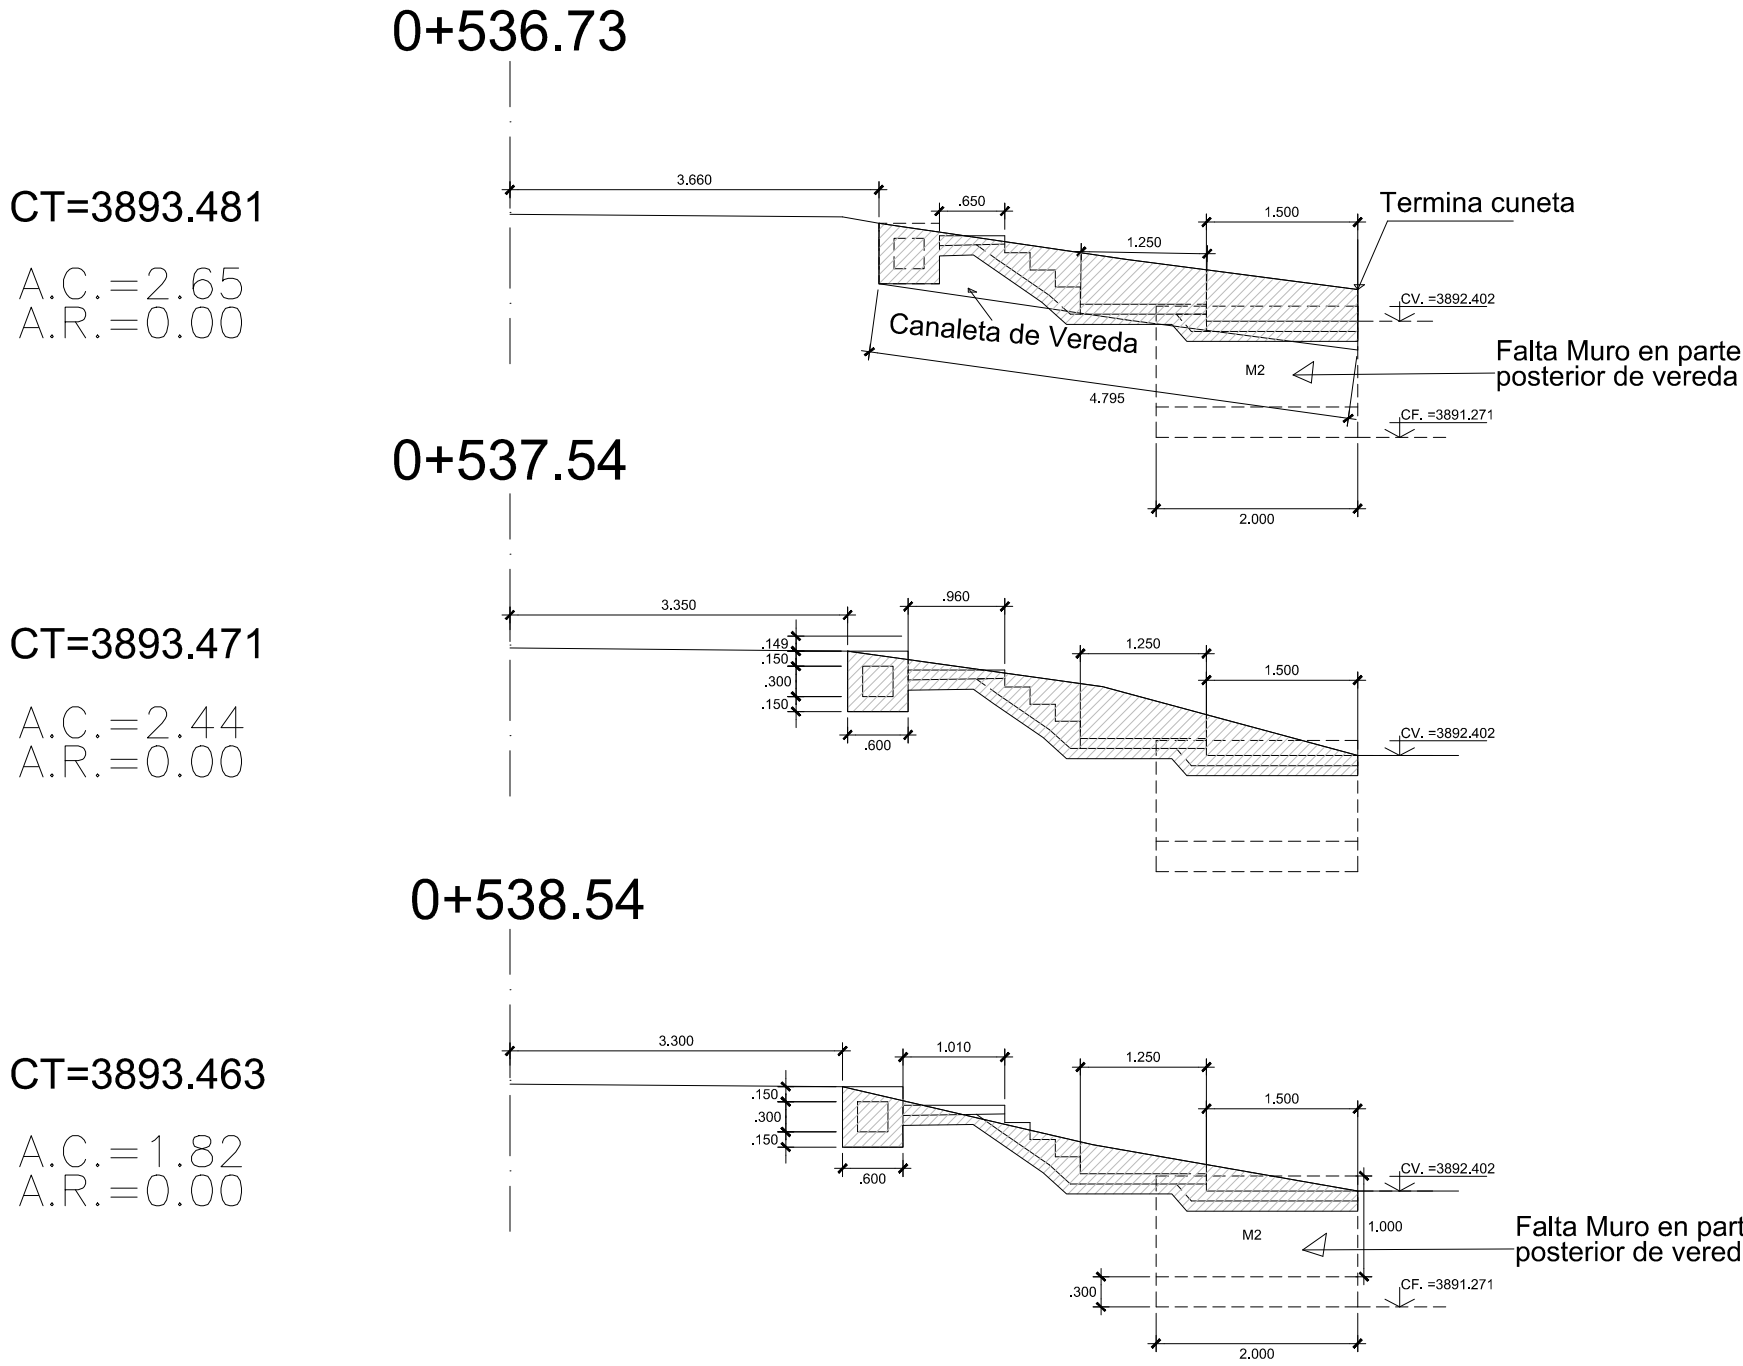 0+536.73
CT=3893.481
A.C.=2.65
A.R.=0.00
3.660
.650
1.250
1.500
Termina cuneta
CV. =3892.402
Canaleta de Vereda
4.795
M2
Falta Muro en parte
posterior de vereda
CF. =3891.271
2.000
0+537.54
CT=3893.471
A.C.=2.44
A.R.=0.00
3.350
.960
.149
.150
.300
.150
.600
1.250
1.500
CV. =3892.402
0+538.54
CT=3893.463
A.C.=1.82
A.R.=0.00
3.300
1.010
.150
.300
.150
.600
1.250
1.500
CV. =3892.402
1.000
M2
Falta Muro en part
posterior de vered
.300
CF. =3891.271
2.000